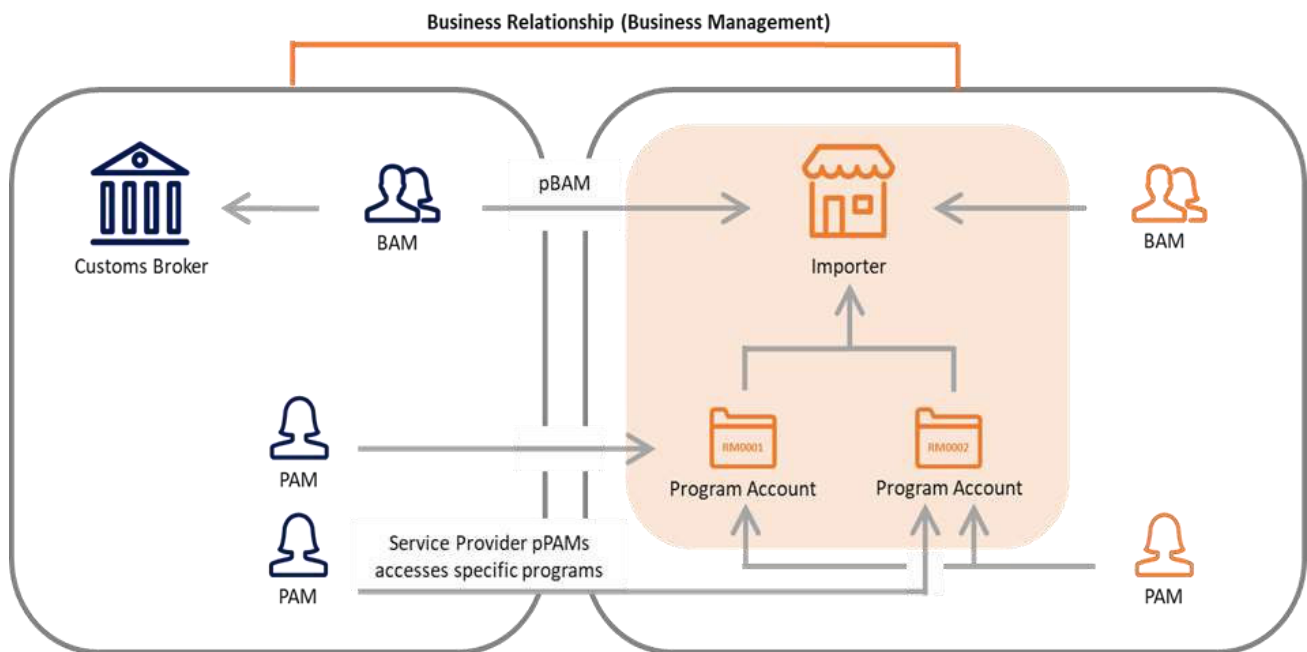 Business Relationship (Business Management)
pBAM
BAM
Customs Broker
Importer
BAM
RM0001
RM0002
PAM
Program Account
Program Account
Service Provider pPAMs
accesses specific programs
PAM
PAM